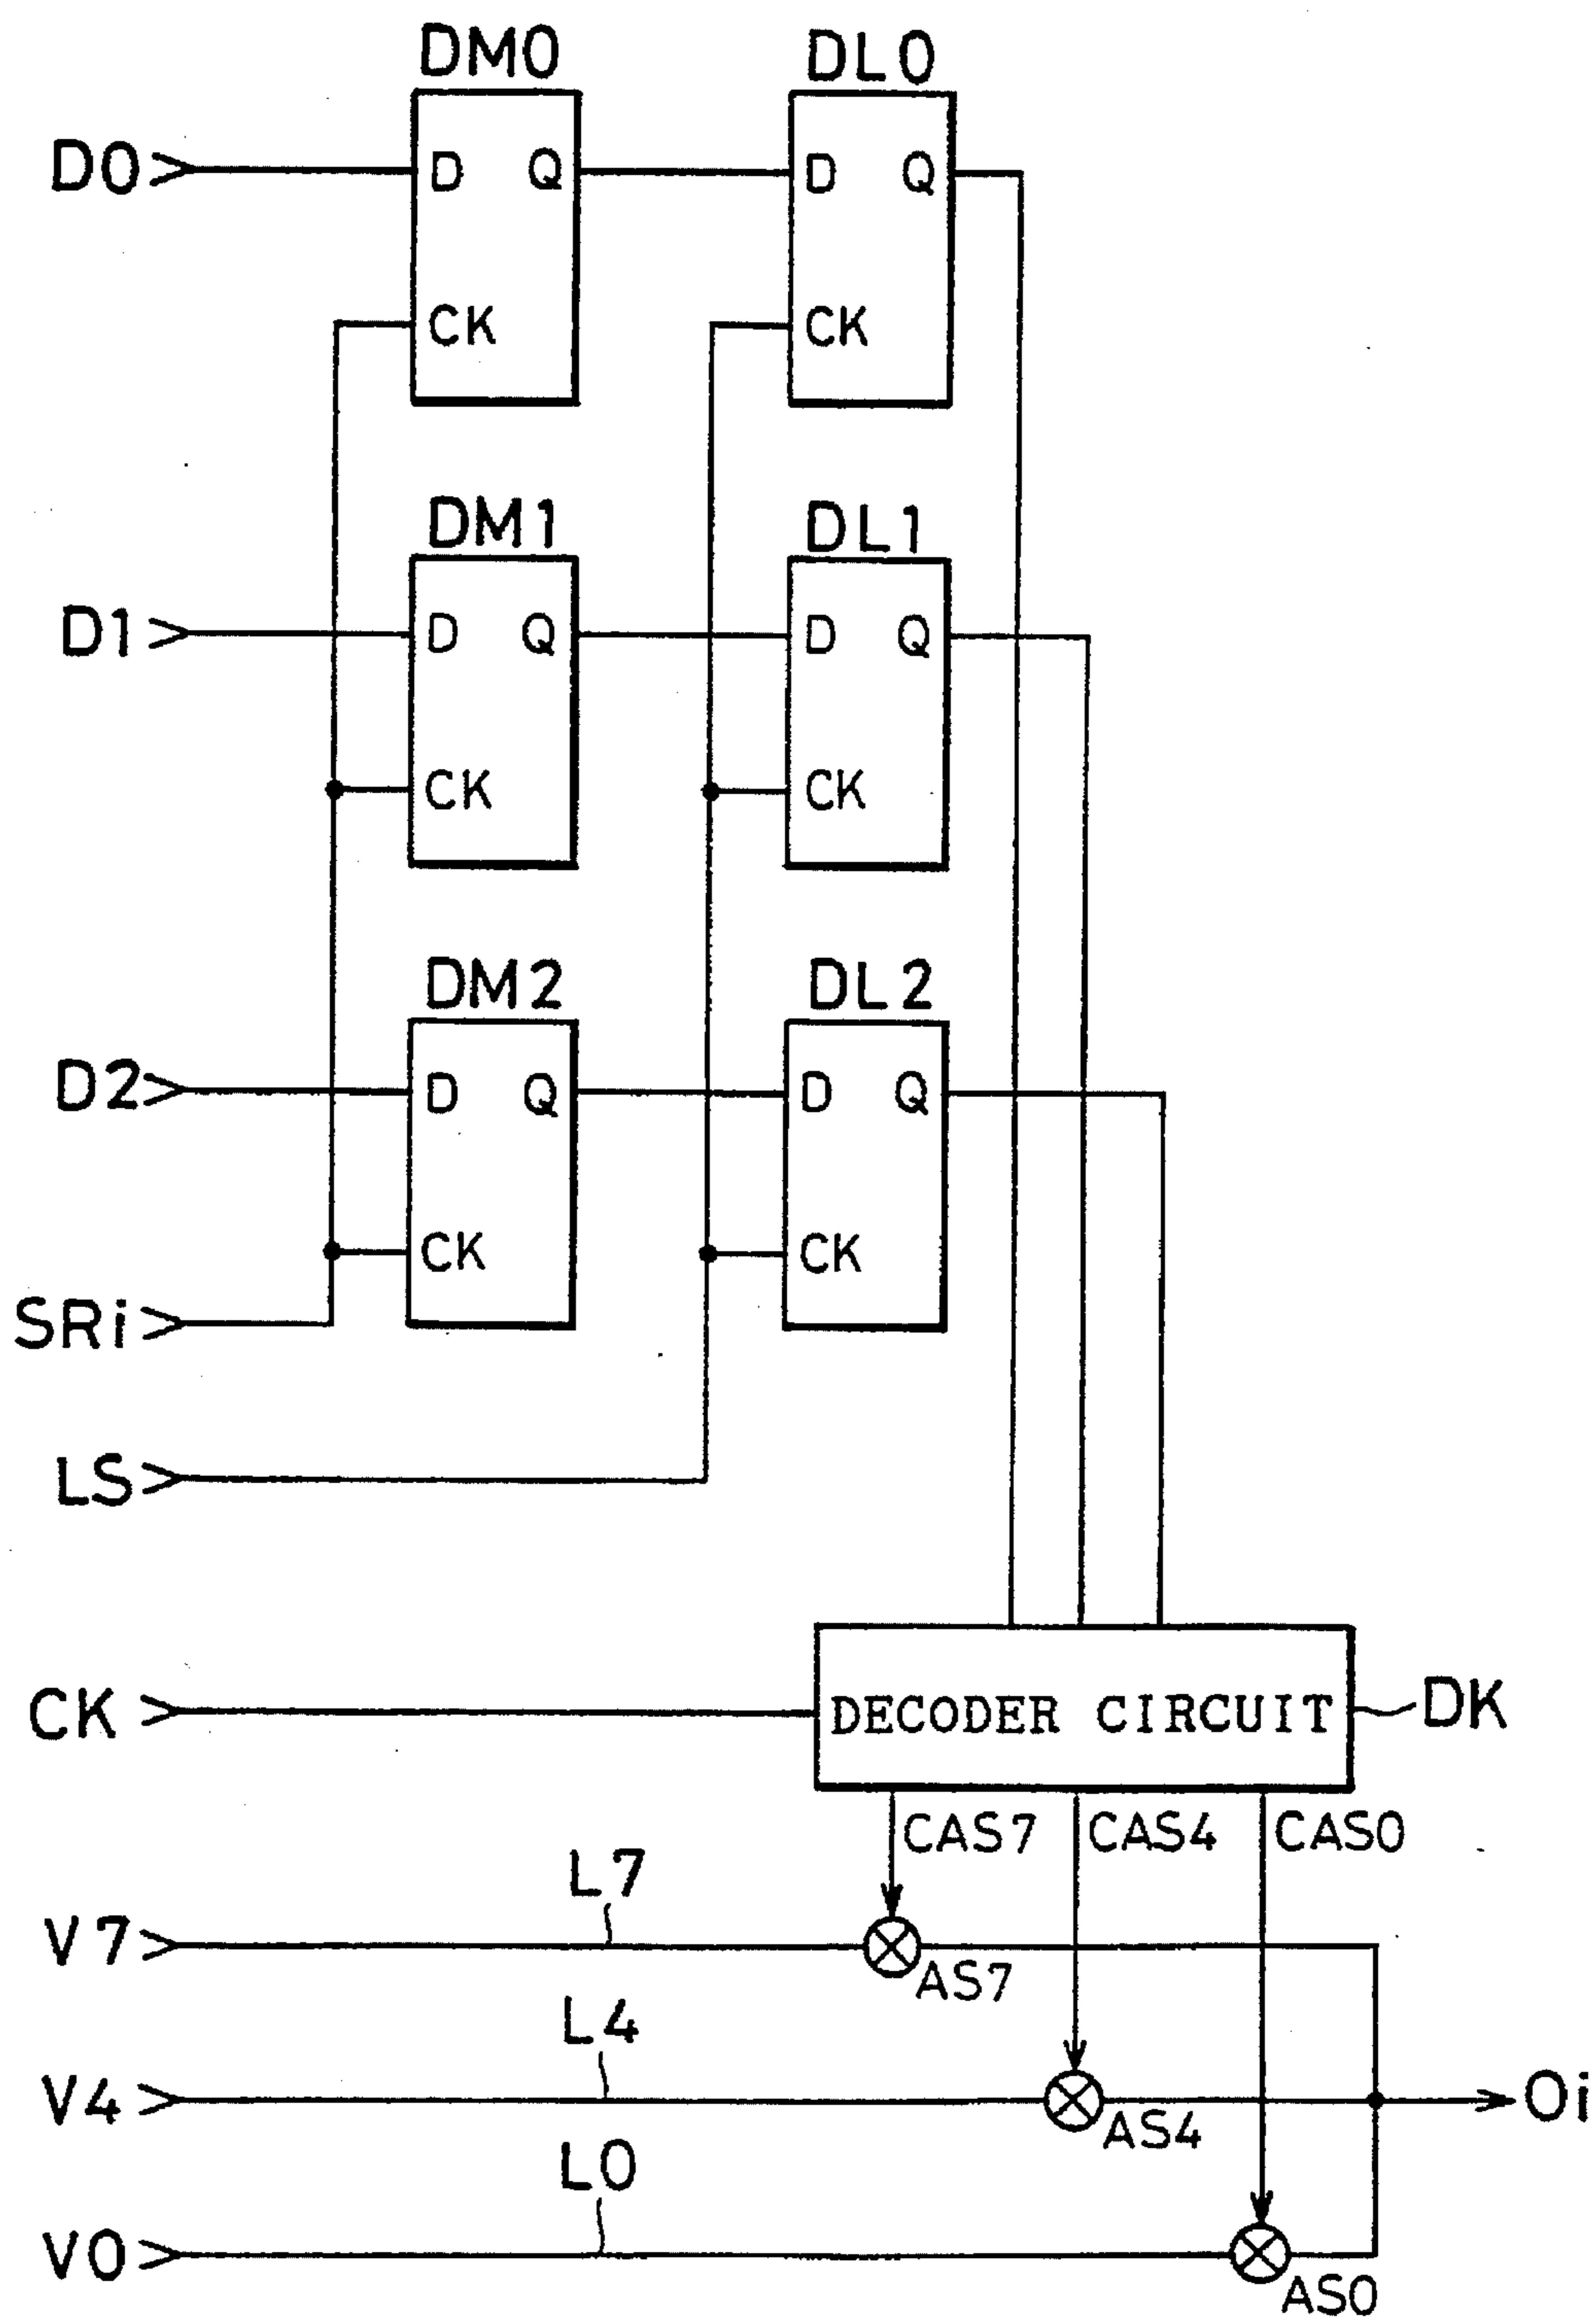 DM0 DL0
D0 D Q D Q
CK CK
DM1 DL1
D1 D Q D Q
CK CK
DM2 DL2
D2 D Q D Q
CK CK
SRi
LS
CK DECODER CIRCUIT DK
CAS7 CAS4 CAS0
L7
V7 AS7
L4
V4 AS4 Oi
L0
V0 AS0